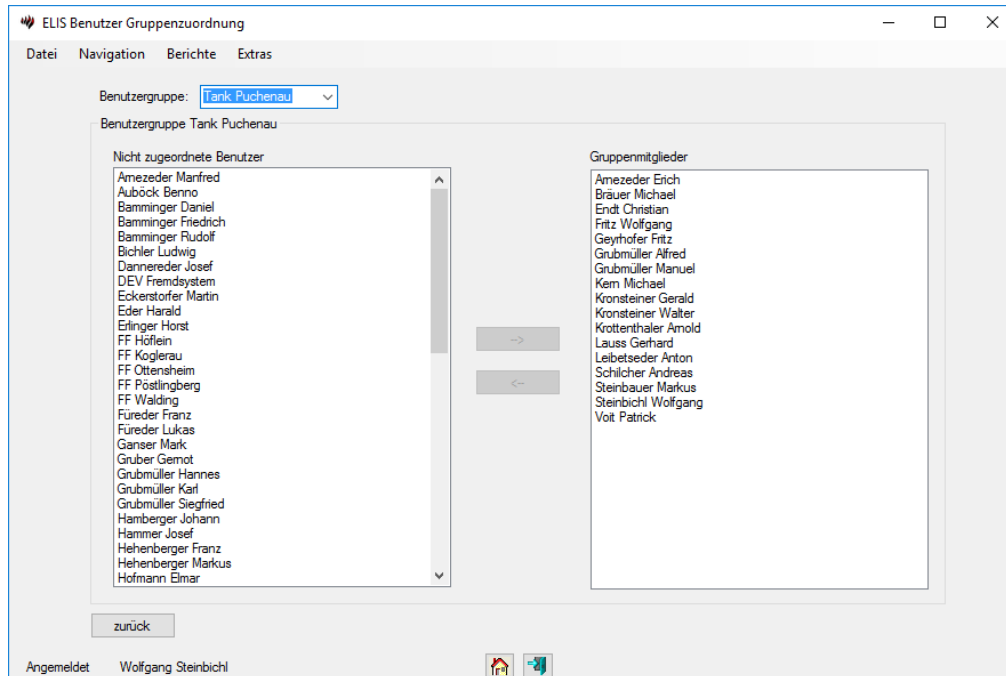 ELIS Benutzer Gruppenzuordnung
Datei Navigation Berichte Extras
Benutzergruppe: Tank Puchenau
Benutzergruppe Tank Puchenau
Nicht zugeordnete Benutzer
Amezeder Manfred
Auböck Benno
Bamminger Daniel
Bamminger Friedrich
Bamminger Rudolf
Bichler Ludwig
Dannereder Josef
DEV Fremdsystem
Eckerstorfer Martin
Eder Harald
Erlinger Horst
FF Höflein
FF Koglerau
FF Ottensheim
FF Pöstlingberg
FF Walding
Füreder Franz
Füreder Lukas
Ganser Mark
Gruber Gernot
Grubmüller Hannes
Grubmüller Karl
Grubmüller Siegfried
Hamberger Johann
Hammer Josef
Hehenberger Franz
Hehenberger Markus
Hofmann Elmar
-->
<--
Gruppenmitglieder
Amezeder Erich
Bräuer Michael
Endt Christian
Fritz Wolfgang
Geyrhofer Fritz
Grubmüller Alfred
Grubmüller Manuel
Kern Michael
Kronsteiner Gerald
Kronsteiner Walter
Krottenthaler Arnold
Lauss Gerhard
Leibetseder Anton
Schilcher Andreas
Steinbauer Markus
Steinbichl Wolfgang
Voit Patrick
zurück
Angemeldet Wolfgang Steinbichl